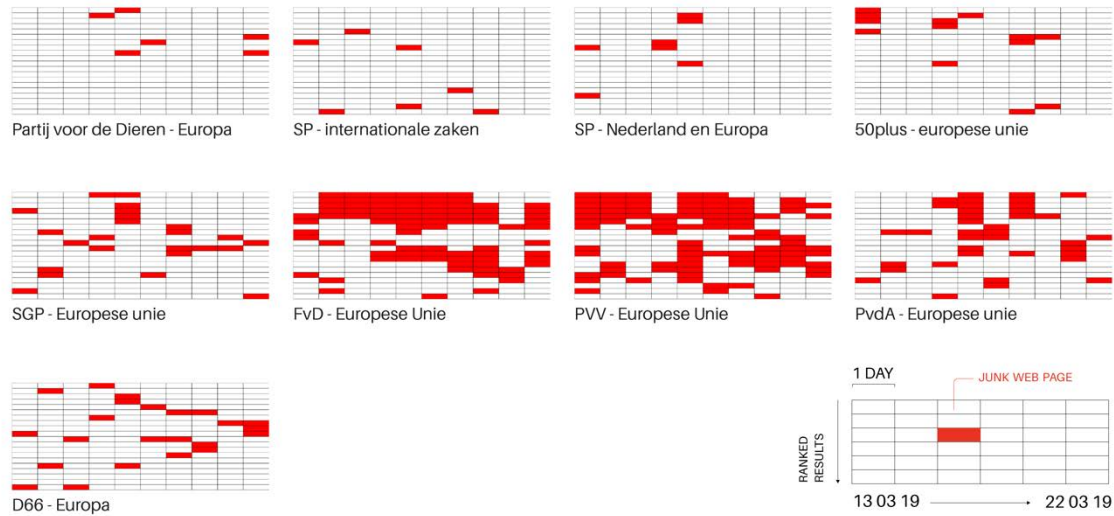 Partij voor de Dieren - Europa
SP - internationale zaken
SP - Nederland en Europa
50plus - europese unie
SGP - Europese unie
FvD - Europese Unie
PVV - Europese Unie
PvdA - Europese unie
D66 - Europa
1 DAY
JUNK WEB PAGE
RANKED
RESULTS
13 03 19
22 03 19